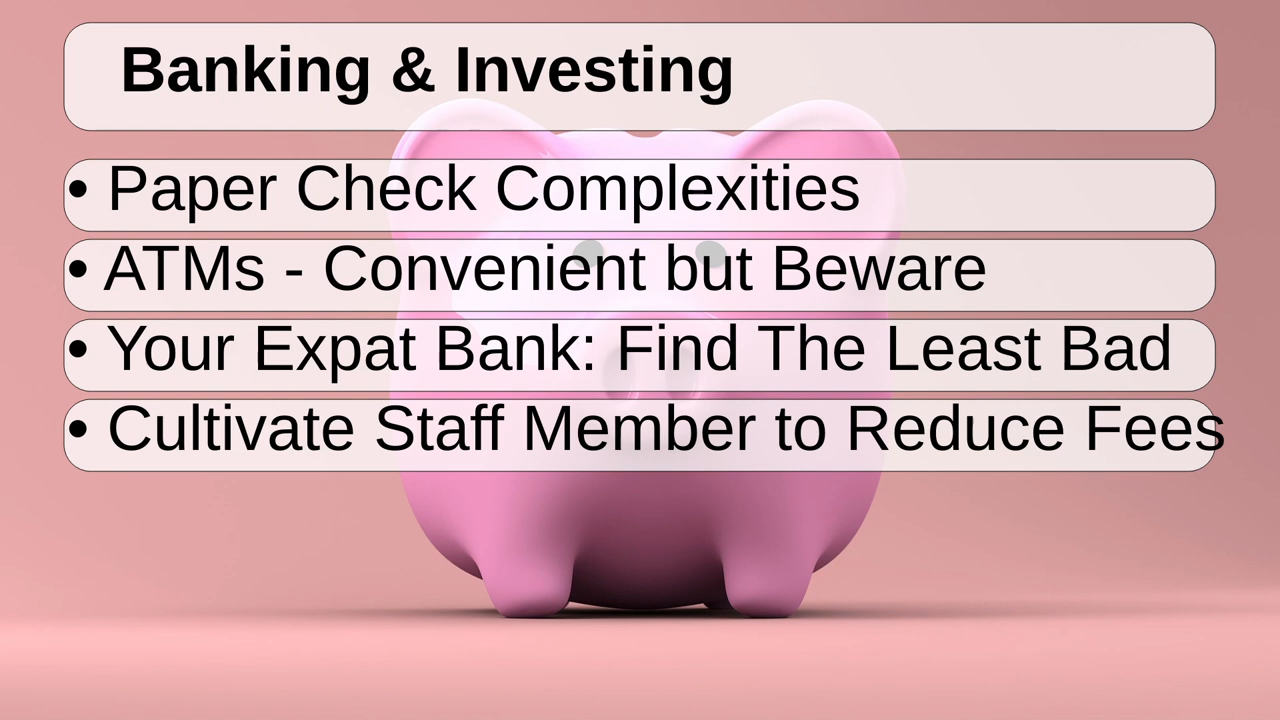 Banking & Investing
• Paper Check Complexities
• ATMs - Convenient but Beware
• Your Expat Bank: Find The Least Bad
• Cultivate Staff Member to Reduce Fees